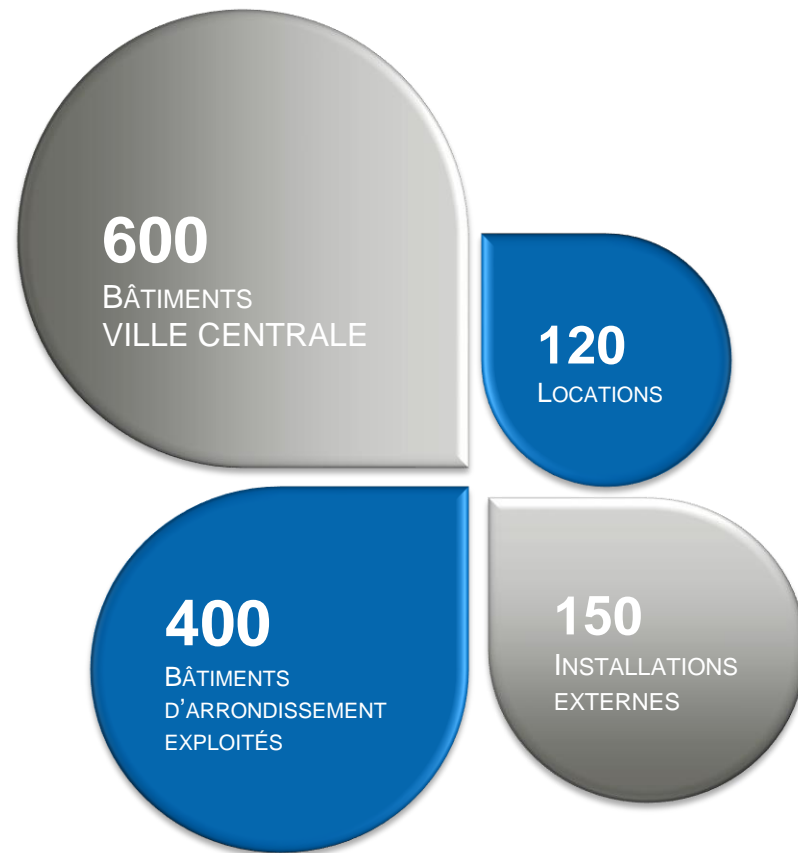 600
BÂTIMENTS
VILLE CENTRALE
120
LOCATIONS
400
BÂTIMENTS
D'ARRONDISSEMENT
EXPLOITÉS
150
INSTALLATIONS
EXTERNES